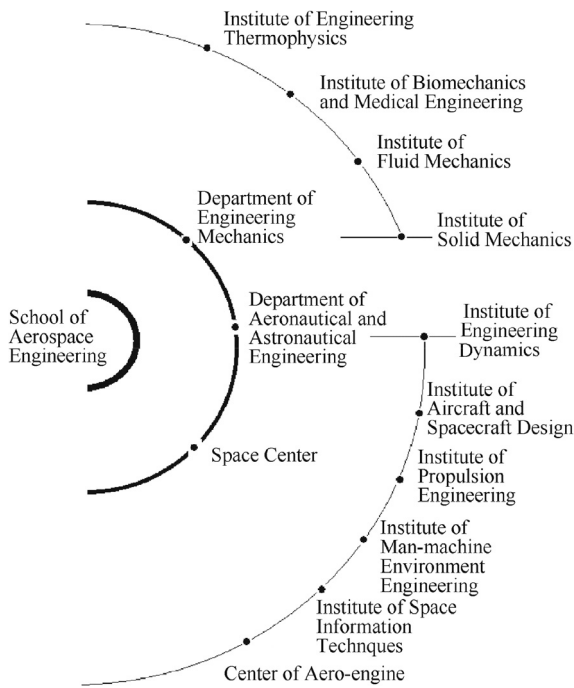 Institute of Engineering
Thermophysics
Institute of Biomechanics
and Medical Engineering
Institute of
Fluid Mechanics
Department of
Engineering
Mechanics
Institute of
Solid Mechanics
School of
Aerospace
Engineering
Department of
Aeronautical and
Astronautical
Engineering
Institute of
Engineering
Dynamics
Institute of
Aircraft and
Spacecraft Design
Space Center
Institute of
Propulsion
Engineering
Institute of
Man-machine
Environment
Engineering
Institute of Space
Information
Technques
Center of Aero-engine